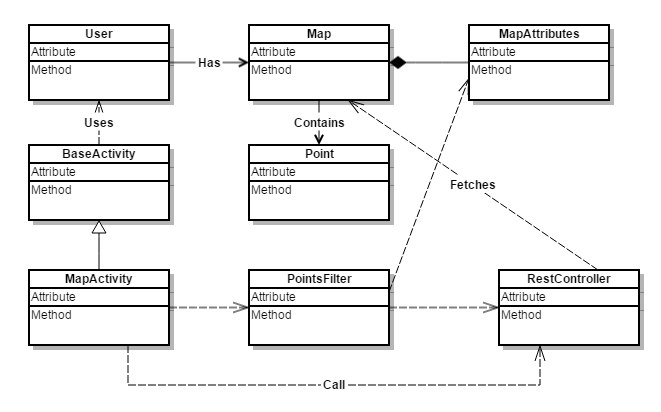 User
Attribute
Method
Has
Map
Attribute
Method
MapAttributes
Attribute
Method
Uses
Contains
BaseActivity
Attribute
Method
Point
Attribute
Method
Fetches
MapActivity
Attribute
Method
PointsFilter
Attribute
Method
RestController
Attribute
Method
Call